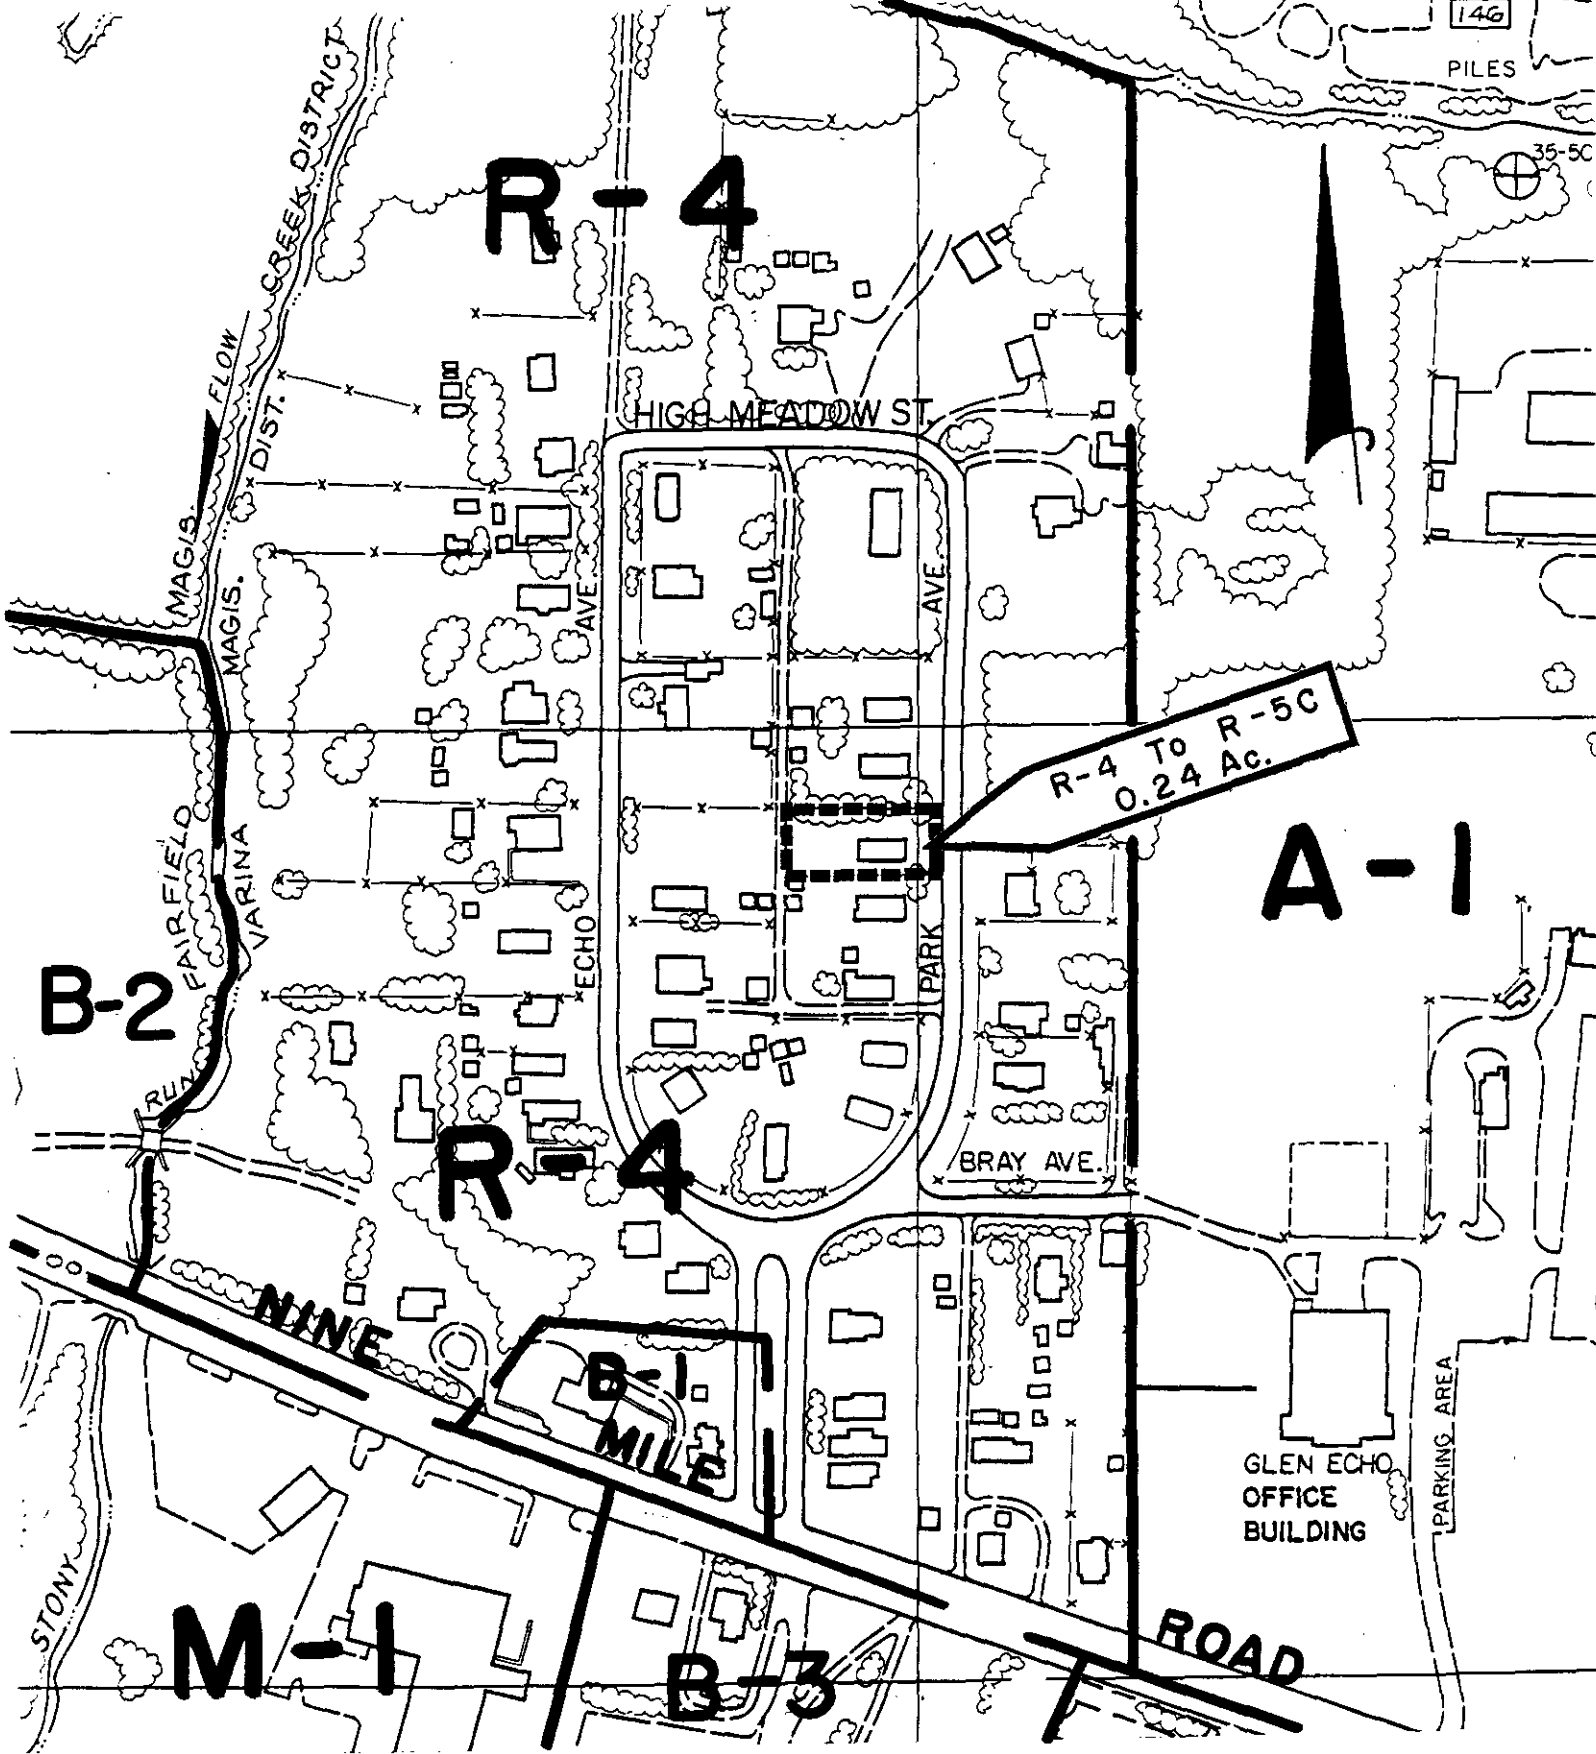 146
PILES
35-5C
CREEK DISTRICT
R-4
FLOW
DIST.
HIGH MEADOW ST.
MAGIS.
MAGIS.
AVE.
AVE.
R-4 TO R-5C
0.24 Ac.
A-1
FAIRFIELD
VARINA
ECHO
PARK
B-2
RUN
R-4
BRAY AVE.
NINE
B-1
MILE
PARKING AREA
GLEN ECHO
OFFICE
BUILDING
STONY
M-1
B-3
ROAD